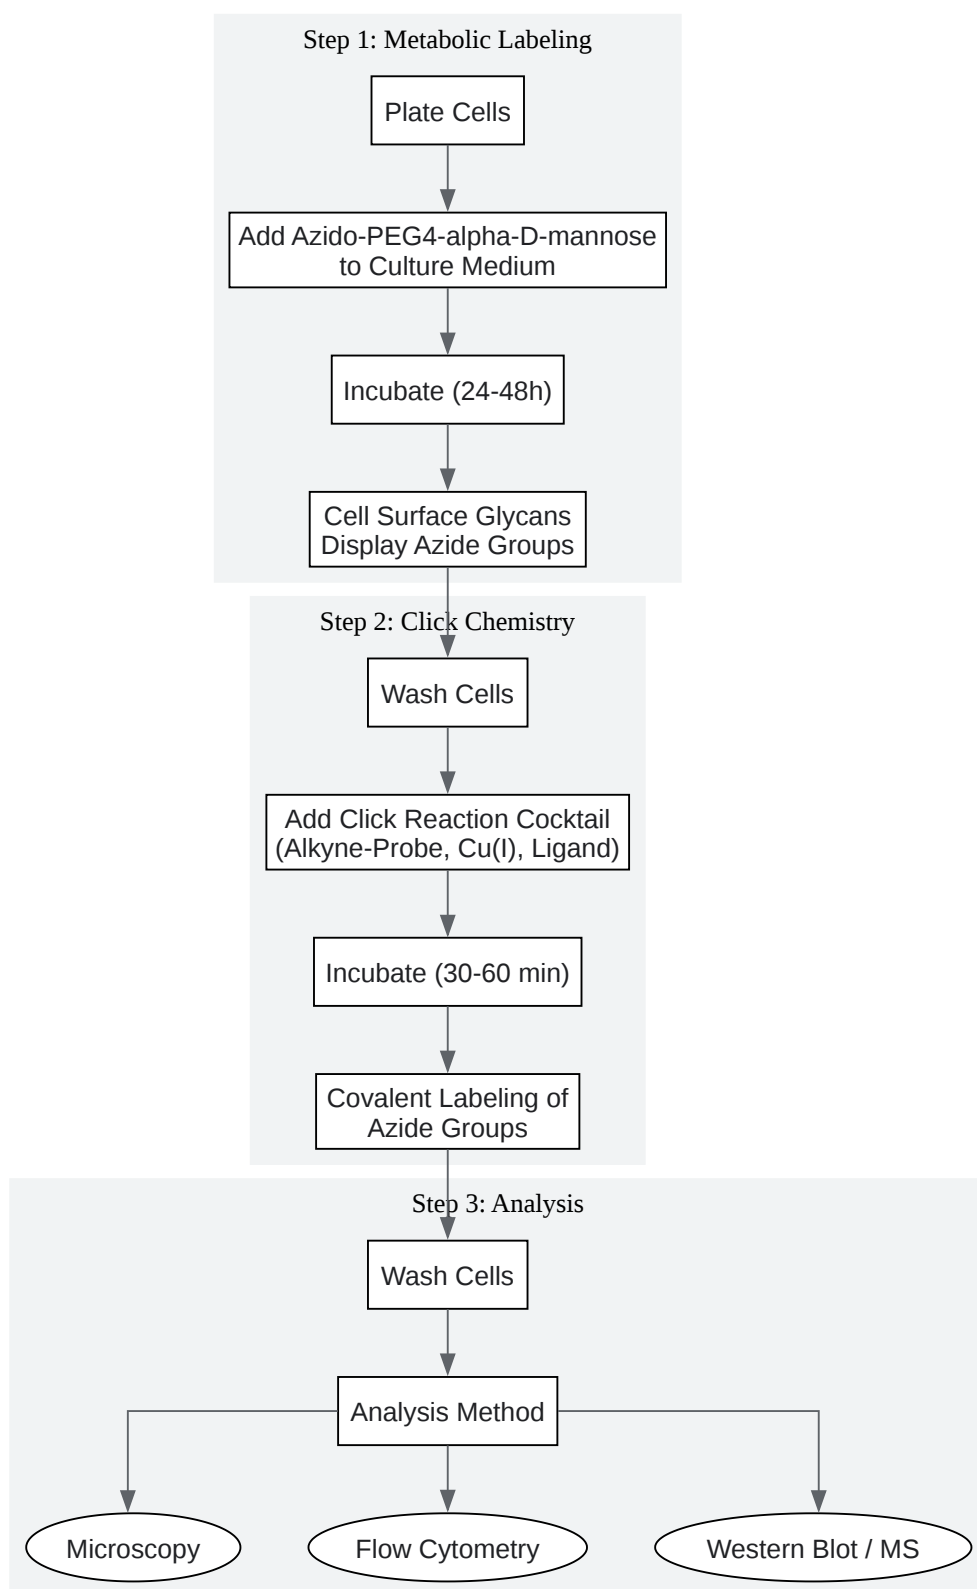 Step 1: Metabolic Labeling
Plate Cells
Add Azido-PEG4-alpha-D-mannose
to Culture Medium
Incubate (24-48h)
Cell Surface Glycans
Display Azide Groups
Step 2: Click Chemistry
Wash Cells
Add Click Reaction Cocktail
(Alkyne-Probe, Cu(I), Ligand)
Incubate (30-60 min)
Covalent Labeling of
Azide Groups
Step 3: Analysis
Wash Cells
Analysis Method
Microscopy
Flow Cytometry
Western Blot / MS